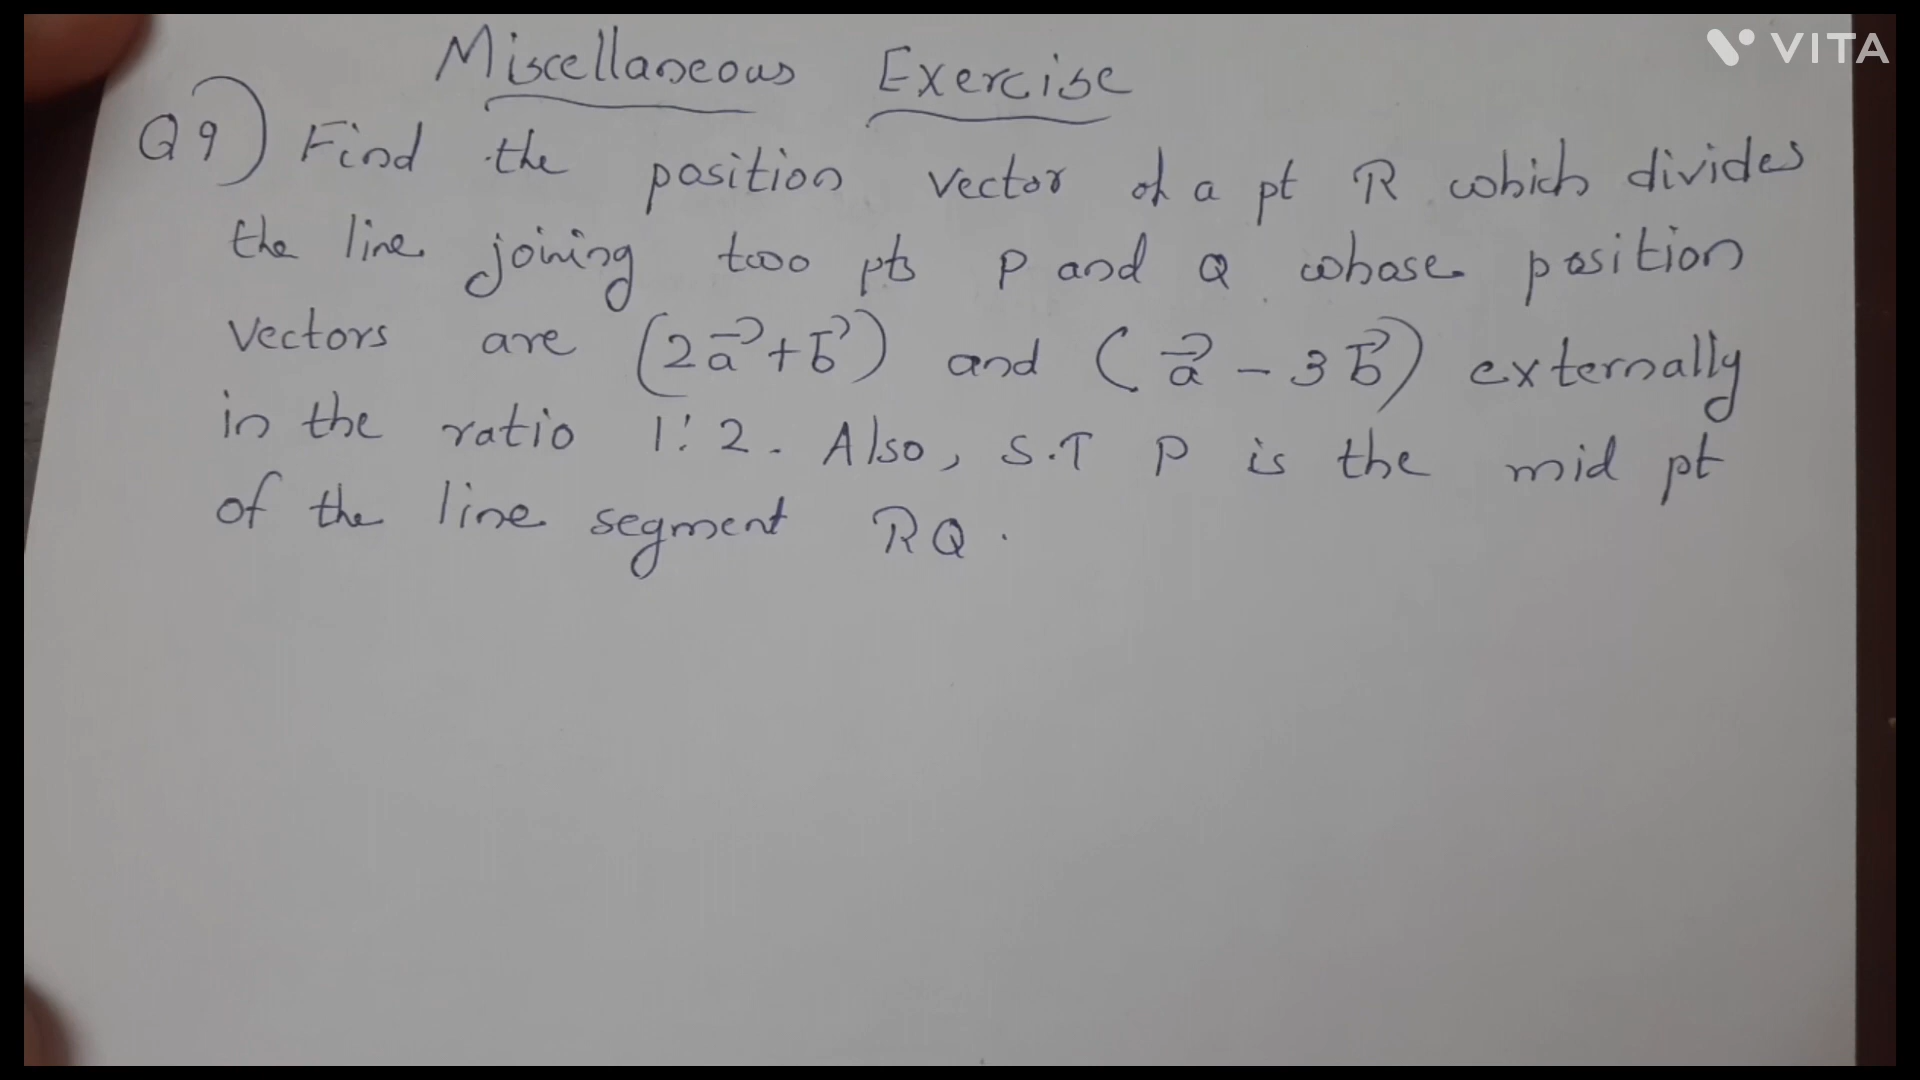 VITA
Miscellaneous Exercise
Q9) Find the position vector of a pt R which divides
the line joining two pts P and Q whose position
vectors are (2a⃗ + b⃗) and (a⃗ - 3b⃗) externally
in the ratio 1:2. Also, S.T P is the mid pt
of the line segment RQ.